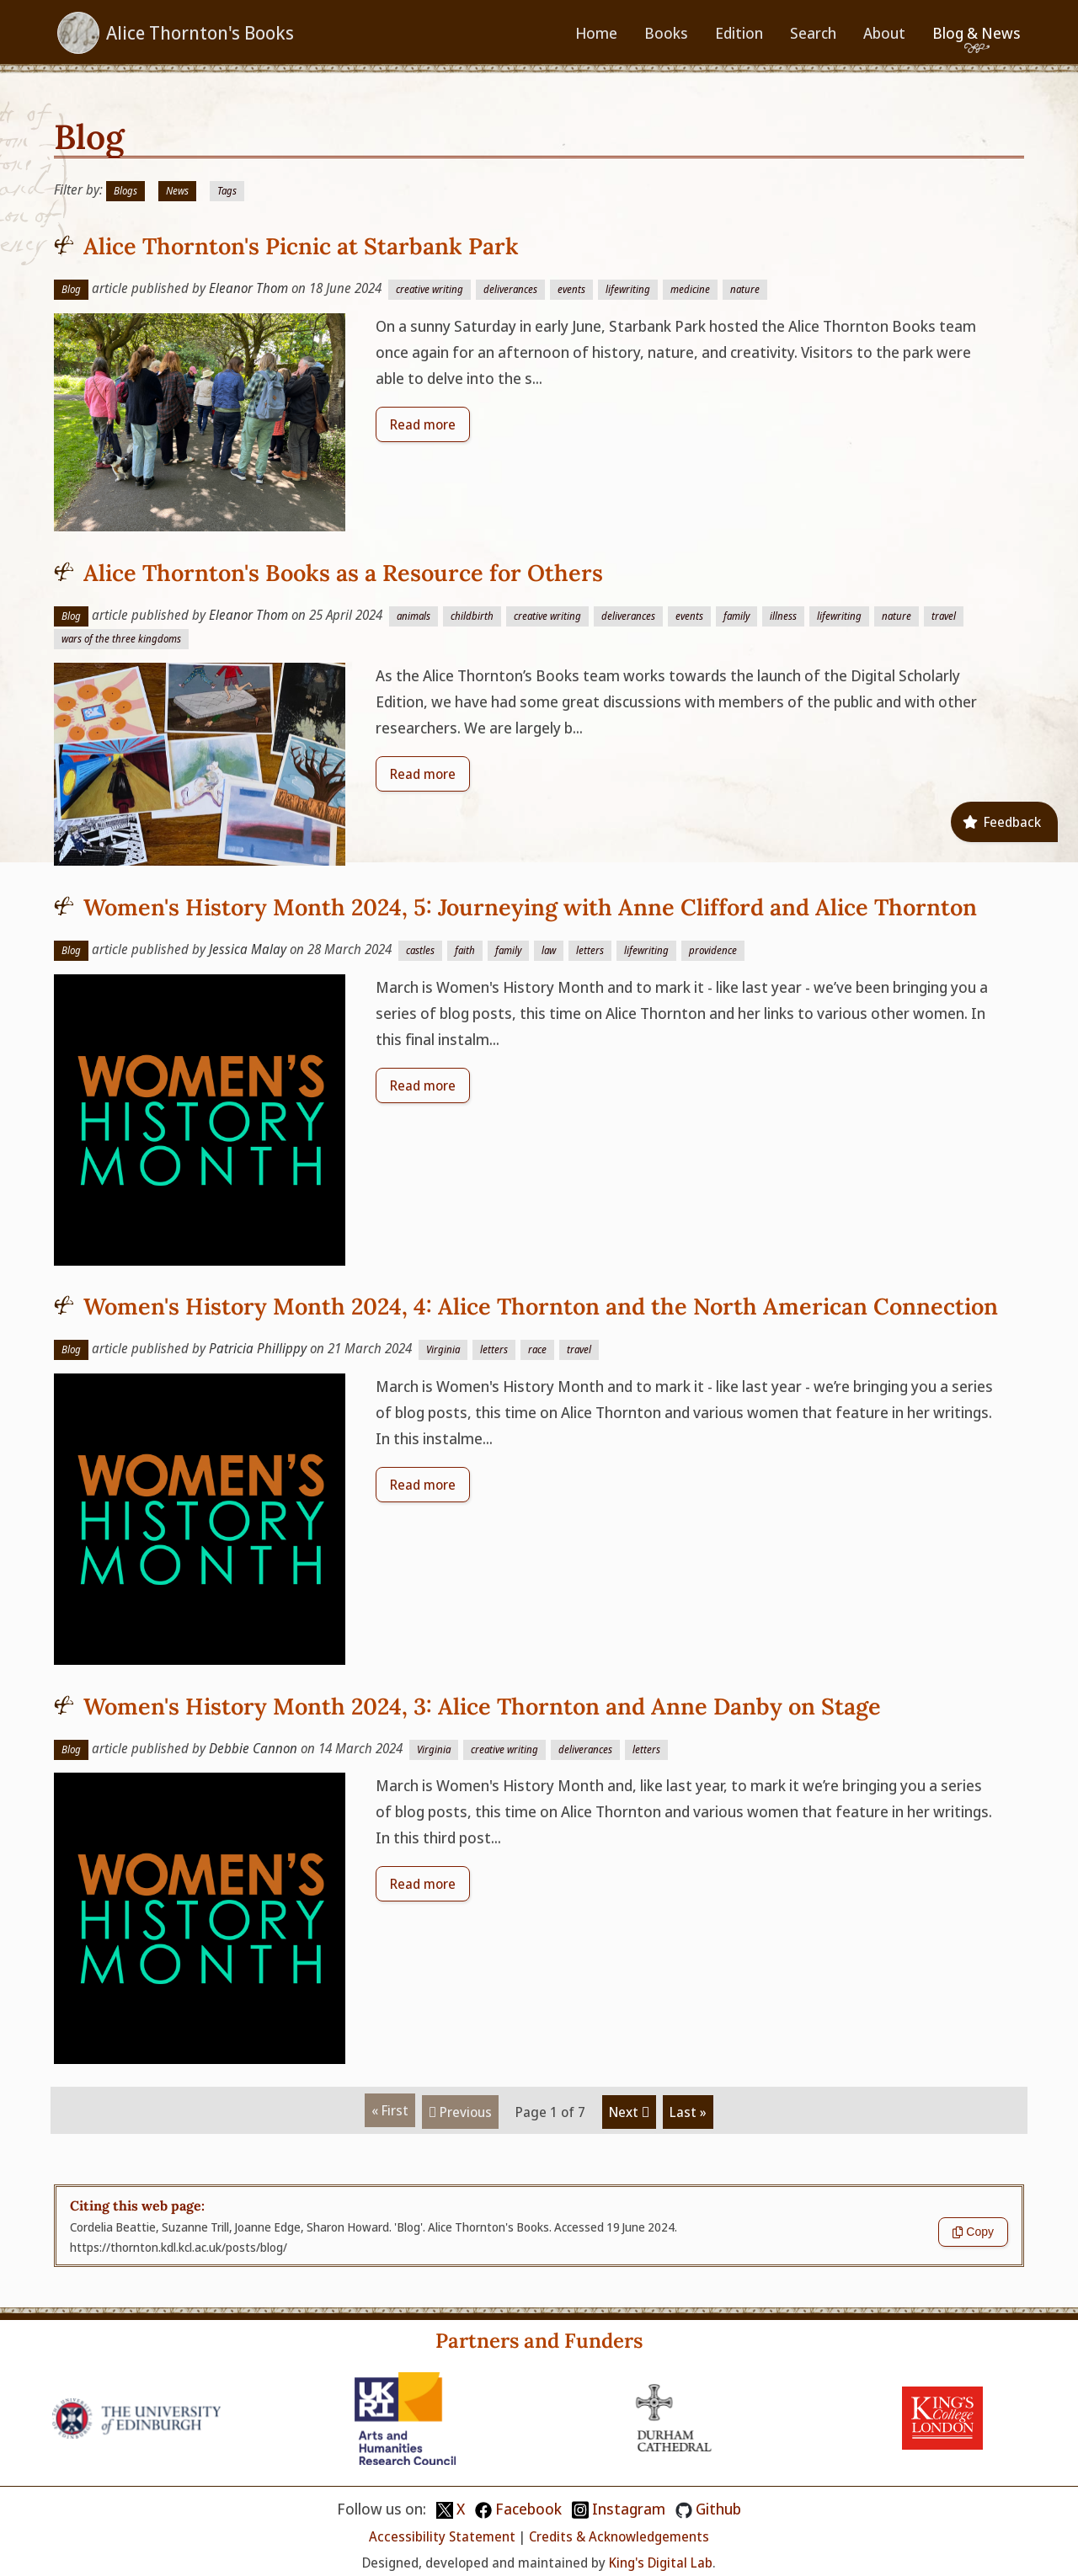 Alice Thornton's Books
Home Books Edition Search About Blog & News
Blog
Filter by: Blogs News Tags
Alice Thornton's Picnic at Starbank Park
Blog article published by Eleanor Thom on 18 June 2024 creative writing deliverances events lifewriting medicine nature
On a sunny Saturday in early June, Starbank Park hosted the Alice Thornton Books team
once again for an afternoon of history, nature, and creativity. Visitors to the park were
able to delve into the s...
Read more
Alice Thornton's Books as a Resource for Others
Blog article published by Eleanor Thom on 25 April 2024 animals childbirth creative writing deliverances events family illness lifewriting nature travel
wars of the three kingdoms
As the Alice Thornton’s Books team works towards the launch of the Digital Scholarly
Edition, we have had some great discussions with members of the public and with other
researchers. We are largely b...
Read more
Feedback
Women's History Month 2024, 5: Journeying with Anne Clifford and Alice Thornton
Blog article published by Jessica Malay on 28 March 2024 castles faith family law letters lifewriting providence
WOMEN'S
HISTORY
MONTH
March is Women's History Month and to mark it - like last year - we’ve been bringing you a
series of blog posts, this time on Alice Thornton and her links to various other women. In
this final instalm...
Read more
Women's History Month 2024, 4: Alice Thornton and the North American Connection
Blog article published by Patricia Phillippy on 21 March 2024 Virginia letters race travel
WOMEN'S
HISTORY
MONTH
March is Women's History Month and to mark it - like last year - we’re bringing you a series
of blog posts, this time on Alice Thornton and various women that feature in her writings.
In this instalme...
Read more
Women's History Month 2024, 3: Alice Thornton and Anne Danby on Stage
Blog article published by Debbie Cannon on 14 March 2024 Virginia creative writing deliverances letters
WOMEN'S
HISTORY
MONTH
March is Women's History Month and, like last year, to mark it we’re bringing you a series
of blog posts, this time on Alice Thornton and various women that feature in her writings.
In this third post...
Read more
« First Previous Page 1 of 7 Next Last »
Citing this web page:
Cordelia Beattie, Suzanne Trill, Joanne Edge, Sharon Howard. 'Blog'. Alice Thornton's Books. Accessed 19 June 2024.
https://thornton.kdl.kcl.ac.uk/posts/blog/
Copy
Partners and Funders
THE UNIVERSITY
of EDINBURGH
UK
RI
Arts and
Humanities
Research Council
DURHAM
CATHEDRAL
KING'S
College
LONDON
Follow us on: X Facebook Instagram Github
Accessibility Statement | Credits & Acknowledgements
Designed, developed and maintained by King's Digital Lab.